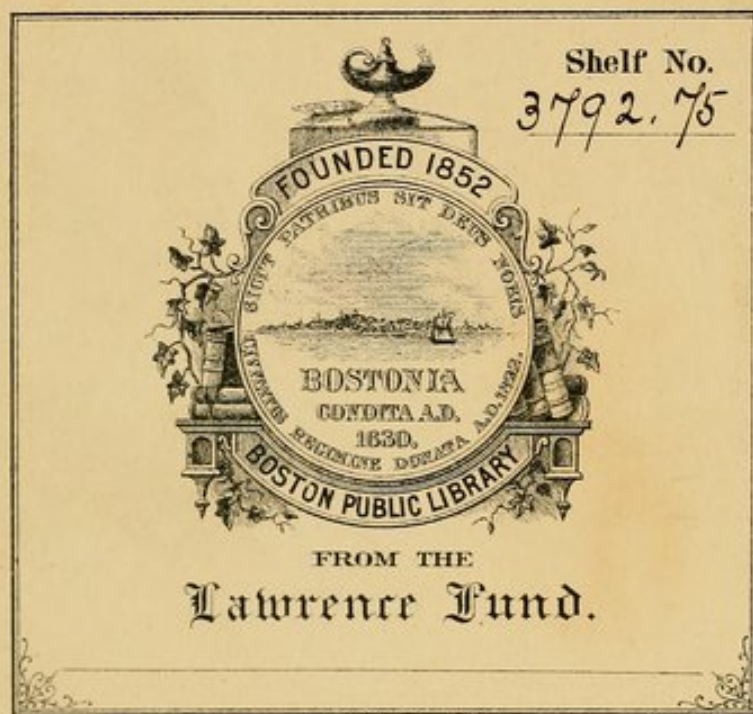 Shelf No.
3792.75
FOUNDED 1852
SICUT PATRIBUS SIT DEUS NOBIS
BOSTONIA
CONDITA A.D.
1630.
CIVITATIS REGIMINE DONATA A.D. 1822.
BOSTON PUBLIC LIBRARY
FROM THE
Lawrence Fund.